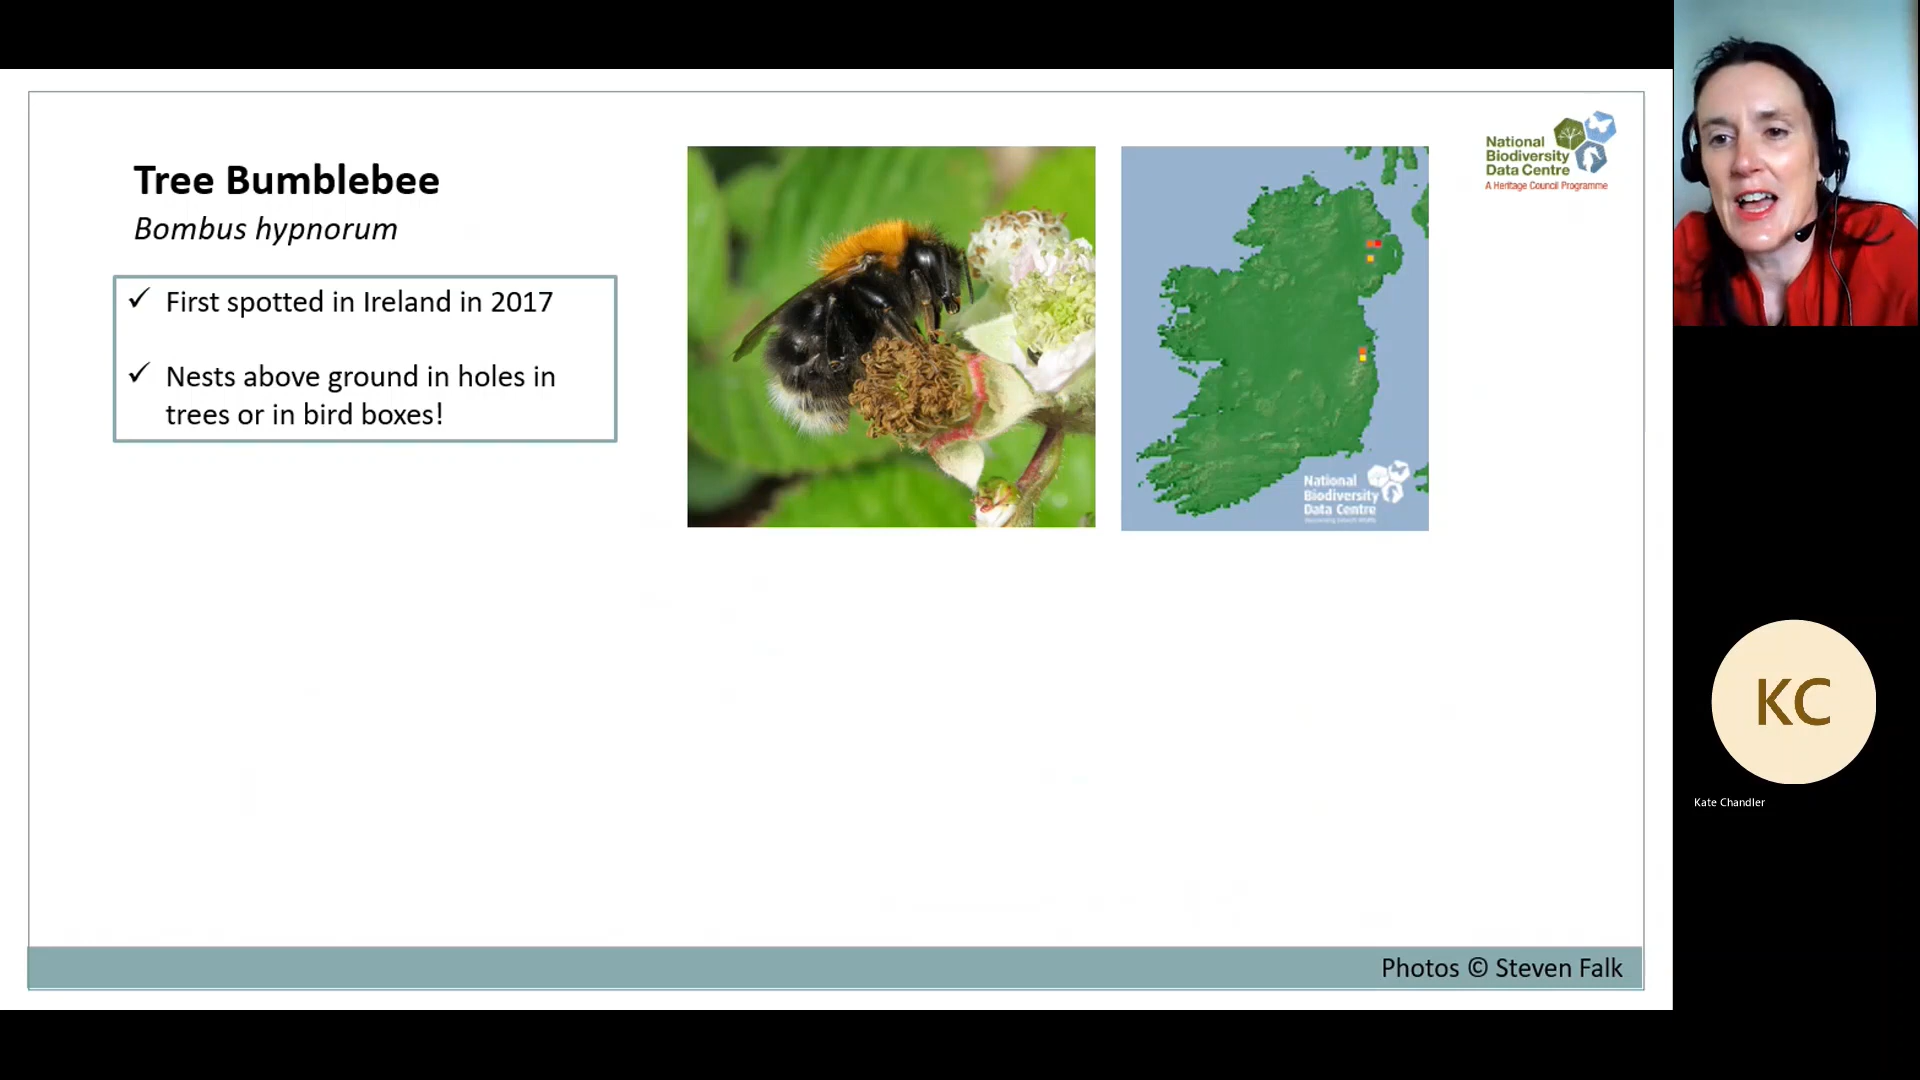 Tree Bumblebee
Bombus hypnorum
✓ First spotted in Ireland in 2017
✓ Nests above ground in holes in
trees or in bird boxes!
National
Biodiversity
Data Centre
A Heritage Council Programme
National
Biodiversity
Data Centre
Photos © Steven Falk
KC
Kate Chandler